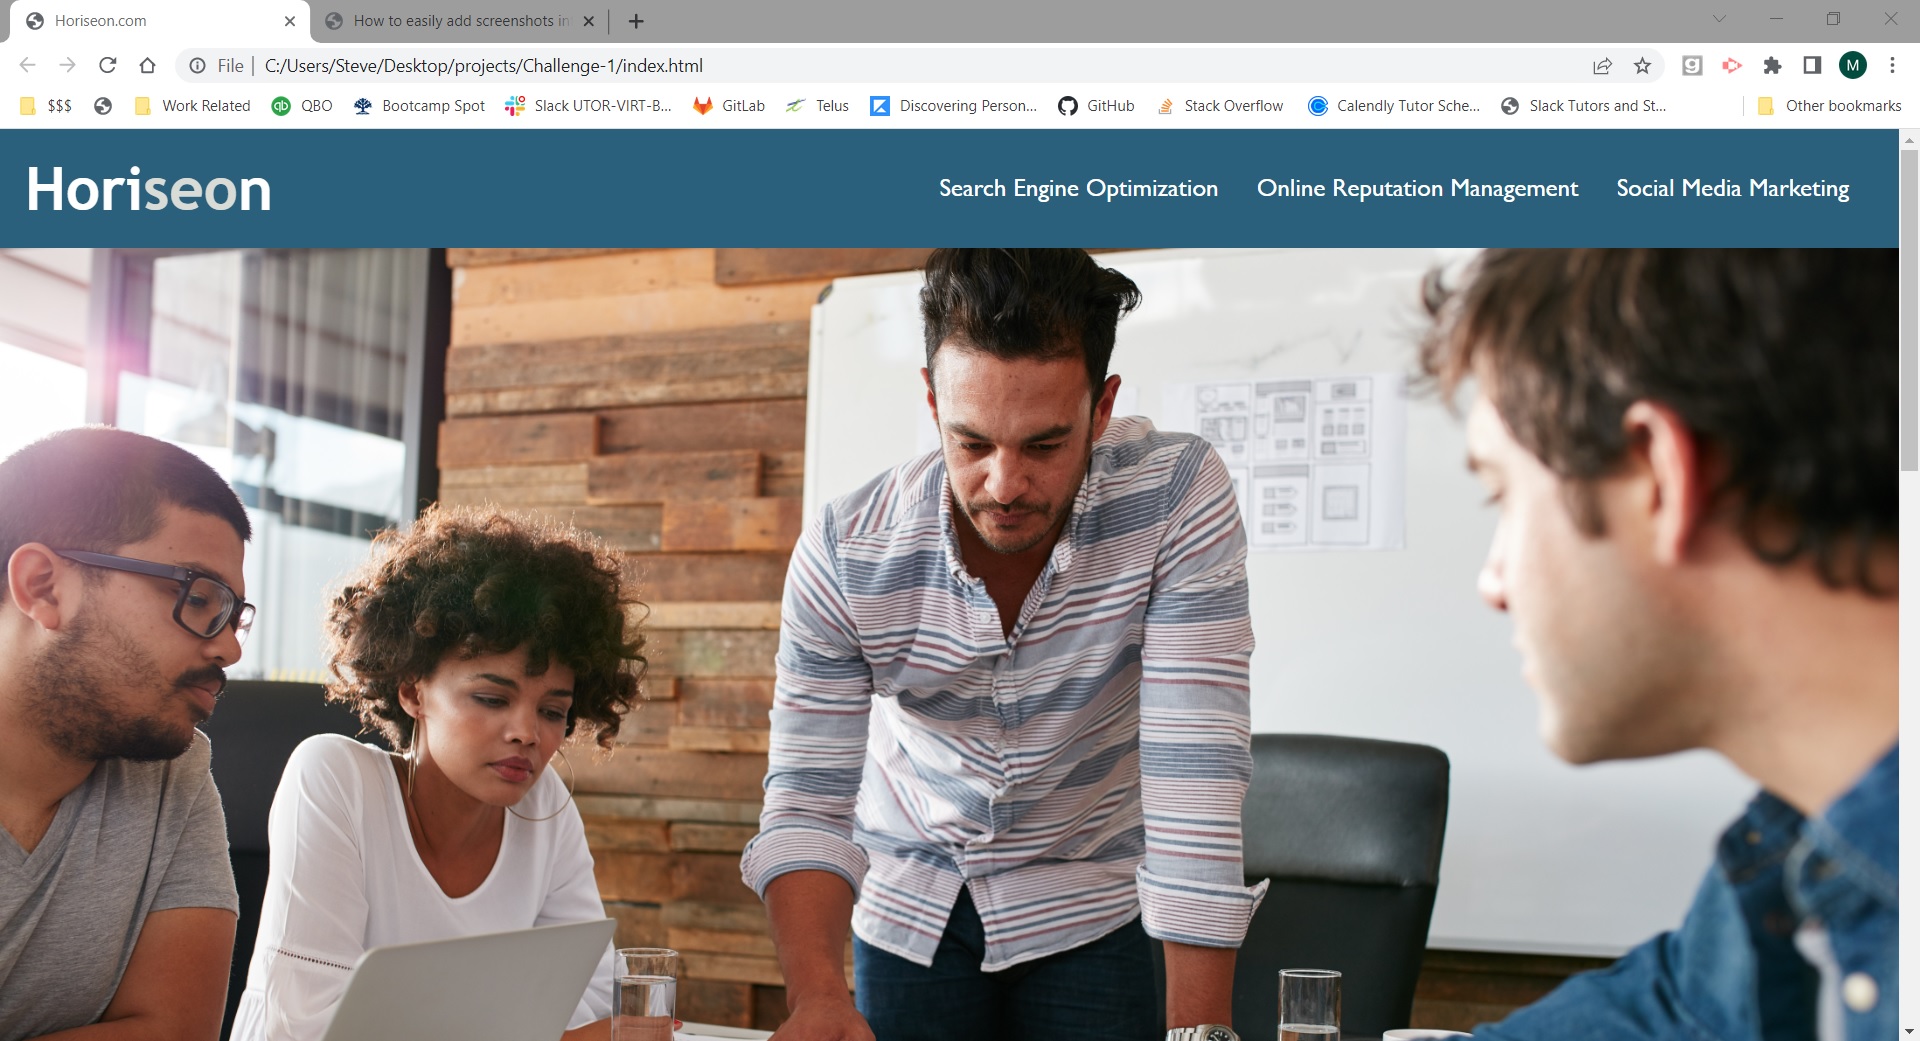 Horiseon.com
How to easily add screenshots in
File
C:/Users/Steve/Desktop/projects/Challenge-1/index.html
M
$$$
Work Related
qb
QBO
Bootcamp Spot
Slack UTOR-VIRT-B...
GitLab
Telus
Discovering Person...
GitHub
Stack Overflow
Calendly Tutor Sche...
Slack Tutors and St...
Other bookmarks
Horiseon
Search Engine Optimization
Online Reputation Management
Social Media Marketing